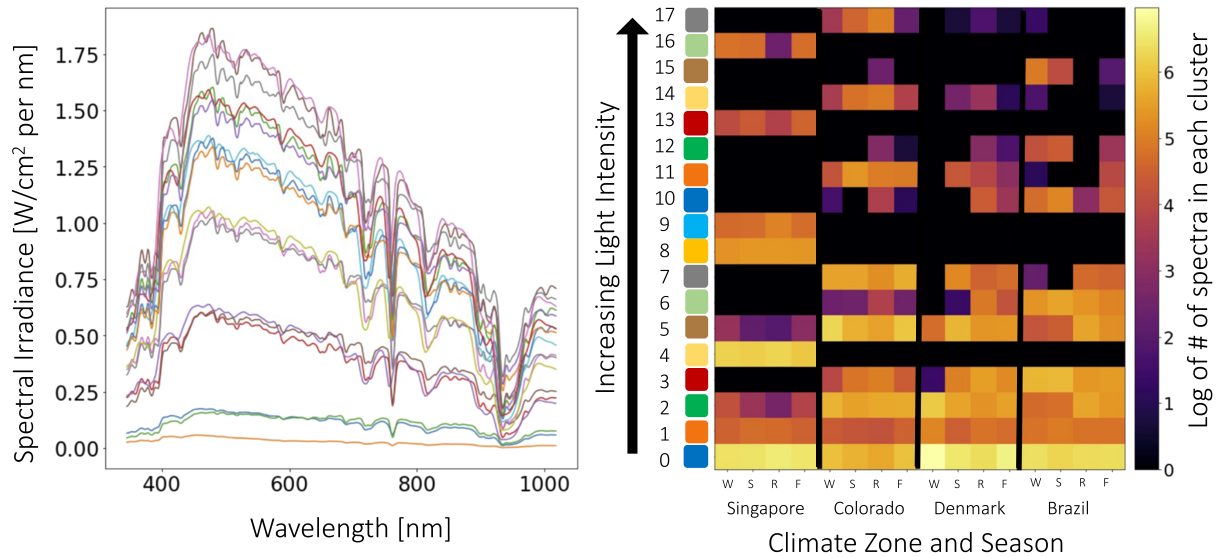 Spectral Irradiance [W/cm² per nm]
1.75
1.50
1.25
1.00
0.75
0.50
0.25
0.00
400
600
800
1000
Wavelength [nm]
Increasing Light Intensity
17
16
15
14
13
12
11
10
9
8
7
6
5
4
3
2
1
0
W S R F
W S R F
W S R F
W S R F
Singapore
Colorado
Denmark
Brazil
Climate Zone and Season
6
5
4
3
2
1
0
Log of # of spectra in each cluster